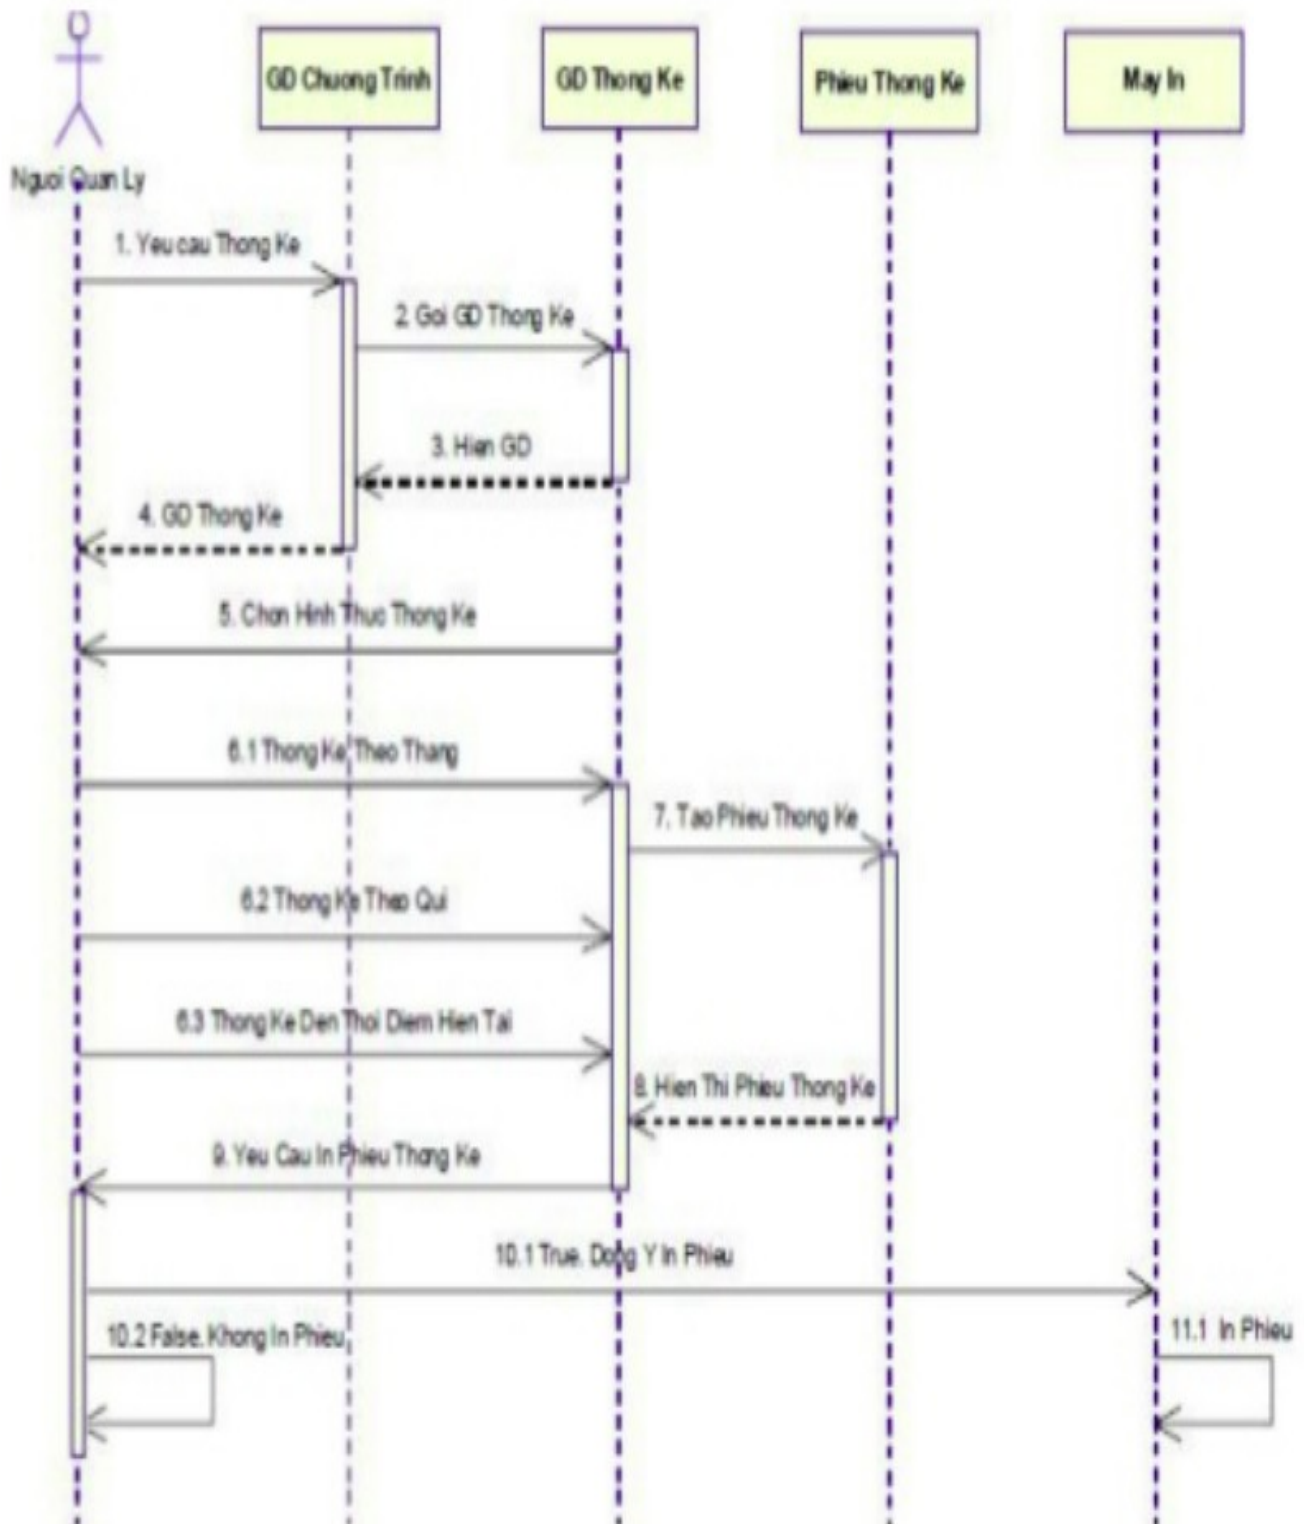 GD Chuong Trinh
GD Thong Ke
Phieu Thong Ke
May In
Nguoi Quan Ly
1. Yeu cau Thong Ke
2. Goi GD Thong Ke
3. Hien GD
4. GD Thong Ke
5. Chon Hinh Thuc Thong Ke
6.1 Thong Ke Theo Thang
7. Tao Phieu Thong Ke
6.2 Thong Ke Theo Qui
6.3 Thong Ke Den Thoi Diem Hien Tai
8. Hien Thi Phieu Thong Ke
9. Yeu Cau In Phieu Thong Ke
10.1 True. Dong Y In Phieu
10.2 False. Khong In Phieu
11.1 In Phieu